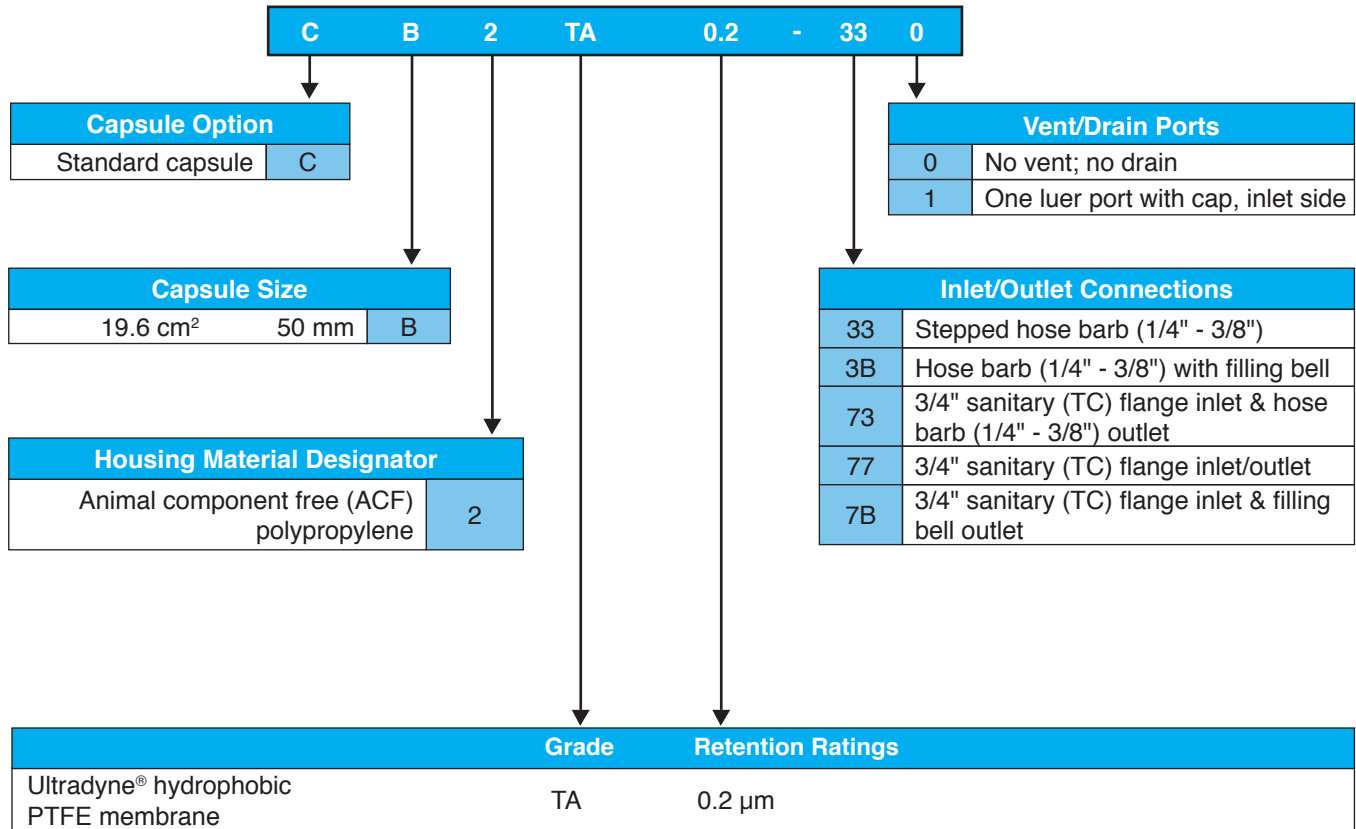 C B 2 TA 0.2 - 33 0
Capsule Option
Standard capsule C
Vent/Drain Ports
0 No vent; no drain
1 One luer port with cap, inlet side
Capsule Size
19.6 cm² 50 mm B
Inlet/Outlet Connections
33 Stepped hose barb (1/4" - 3/8")
3B Hose barb (1/4" - 3/8") with filling bell
73 3/4" sanitary (TC) flange inlet & hose
barb (1/4" - 3/8") outlet
77 3/4" sanitary (TC) flange inlet/outlet
7B 3/4" sanitary (TC) flange inlet & filling
bell outlet
Housing Material Designator
Animal component free (ACF)
polypropylene 2
Grade Retention Ratings
Ultradyne® hydrophobic
PTFE membrane TA 0.2 µm